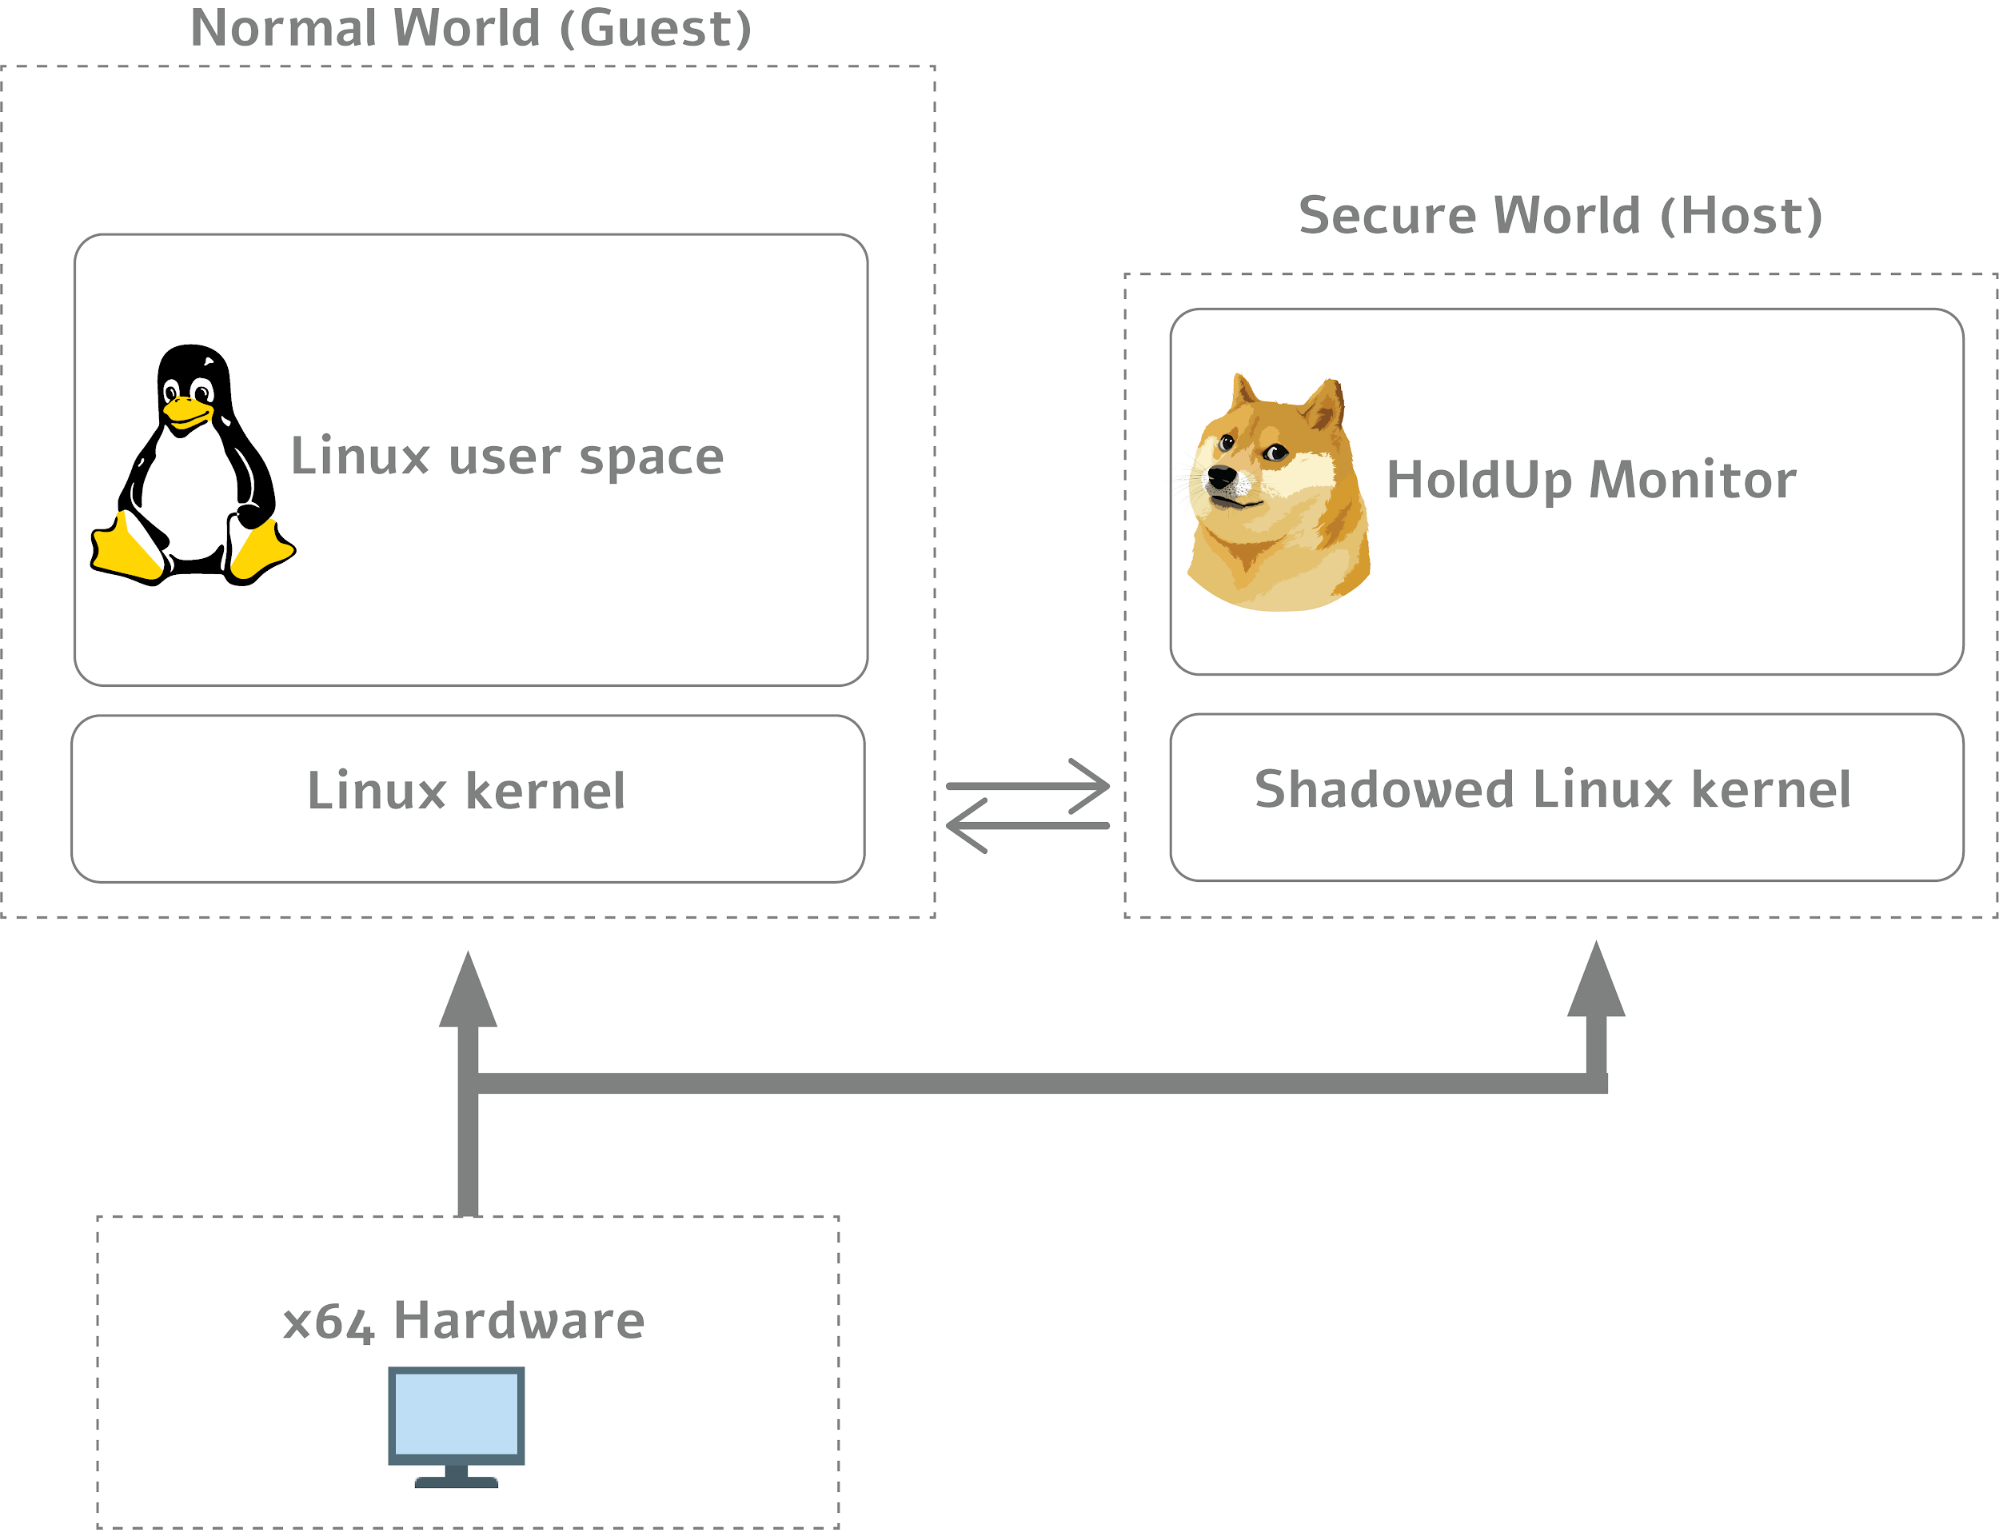 Normal World (Guest)
Linux user space
Linux kernel
Secure World (Host)
HoldUp Monitor
Shadowed Linux kernel
x64 Hardware